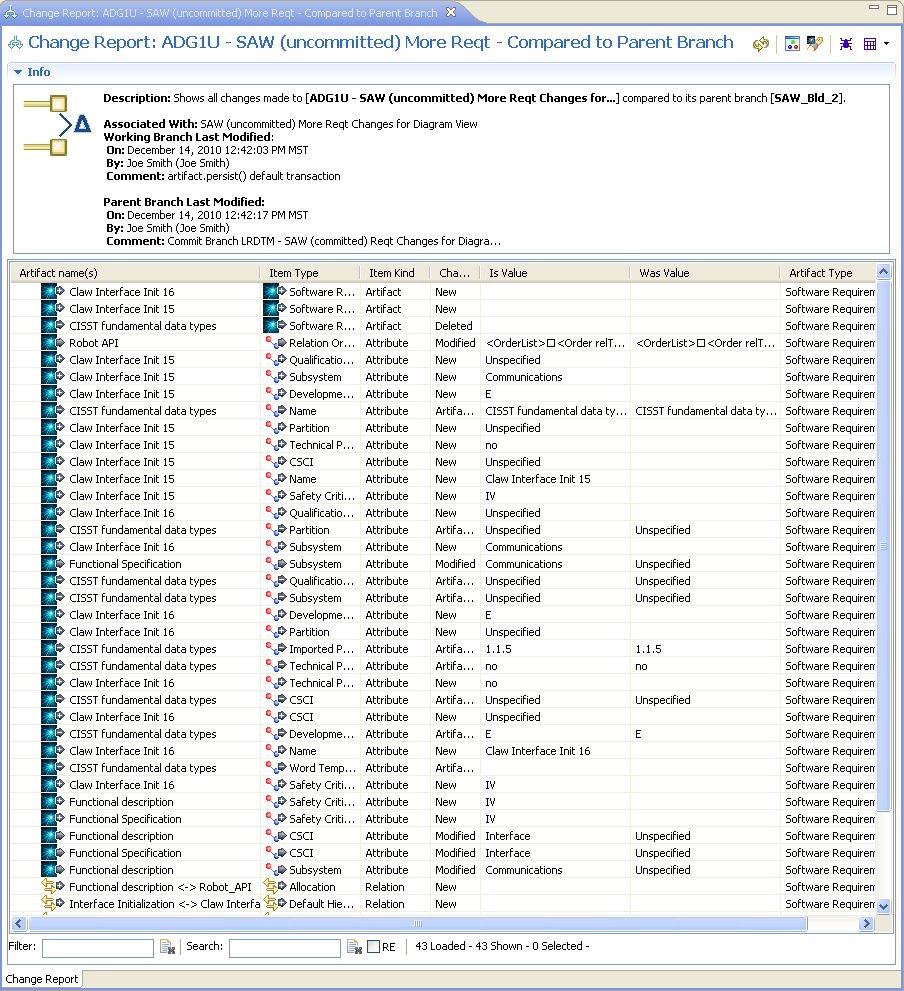 Change Report: ADG1U - SAW (uncommitted) More Reqt - Compared to Parent Branch
Change Report: ADG1U - SAW (uncommitted) More Reqt - Compared to Parent Branch
Info
Description: Shows all changes made to [ADG1U - SAW (uncommitted) More Reqt Changes for...] compared to its parent branch [SAW_Bld_2].
Associated With: SAW (uncommitted) More Reqt Changes for Diagram View
Working Branch Last Modified:
On: December 14, 2010 12:42:03 PM MST
By: Joe Smith (Joe Smith)
Comment: artifact.persist() default transaction
Parent Branch Last Modified:
On: December 14, 2010 12:42:17 PM MST
By: Joe Smith (Joe Smith)
Comment: Commit Branch LRDTM - SAW (committed) Reqt Changes for Diagra...
Artifact name(s) Item Type Item Kind Cha... Is Value Was Value Artifact Type
Claw Interface Init 16 Software R... Artifact New Software Requirem
Claw Interface Init 15 Software R... Artifact New Software Requirem
CISST fundamental data types Software R... Artifact Deleted Software Requirem
Robot API Relation Or... Attribute Modified <OrderList>□<Order relT... <OrderList>□<Order relT... Software Requirem
Claw Interface Init 15 Qualificatio... Attribute New Unspecified Software Requirem
Claw Interface Init 15 Subsystem Attribute New Communications Software Requirem
Claw Interface Init 15 Developme... Attribute New E Software Requirem
CISST fundamental data types Name Attribute Artifa... CISST fundamental data ty... CISST fundamental data ty... Software Requirem
Claw Interface Init 15 Partition Attribute New Unspecified Software Requirem
Claw Interface Init 15 Technical P... Attribute New no Software Requirem
Claw Interface Init 15 CSCI Attribute New Unspecified Software Requirem
Claw Interface Init 15 Name Attribute New Claw Interface Init 15 Software Requirem
Claw Interface Init 15 Safety Criti... Attribute New IV Software Requirem
Claw Interface Init 16 Qualificatio... Attribute New Unspecified Software Requirem
CISST fundamental data types Partition Attribute Artifa... Unspecified Unspecified Software Requirem
Claw Interface Init 16 Subsystem Attribute New Communications Software Requirem
Functional Specification Subsystem Attribute Modified Communications Unspecified Software Requirem
CISST fundamental data types Qualificatio... Attribute Artifa... Unspecified Unspecified Software Requirem
CISST fundamental data types Subsystem Attribute Artifa... Unspecified Unspecified Software Requirem
Claw Interface Init 16 Developme... Attribute New E Software Requirem
Claw Interface Init 16 Partition Attribute New Unspecified Software Requirem
CISST fundamental data types Imported P... Attribute Artifa... 1.1.5 1.1.5 Software Requirem
CISST fundamental data types Technical P... Attribute Artifa... no no Software Requirem
Claw Interface Init 16 Technical P... Attribute New no Software Requirem
CISST fundamental data types CSCI Attribute Artifa... Unspecified Unspecified Software Requirem
Claw Interface Init 16 CSCI Attribute New Unspecified Software Requirem
CISST fundamental data types Developme... Attribute Artifa... E E Software Requirem
Claw Interface Init 16 Name Attribute New Claw Interface Init 16 Software Requirem
CISST fundamental data types Word Temp... Attribute Artifa... Software Requirem
Claw Interface Init 16 Safety Criti... Attribute New IV Software Requirem
Functional description Safety Criti... Attribute New IV Software Requirem
Functional Specification Safety Criti... Attribute New IV Software Requirem
Functional description CSCI Attribute Modified Interface Unspecified Software Requirem
Functional Specification CSCI Attribute Modified Interface Unspecified Software Requirem
Functional description Subsystem Attribute Modified Communications Unspecified Software Requirem
Functional description <-> Robot_API Allocation Relation New Software Requirem
Interface Initialization <-> Claw Interfa Default Hie... Relation New Software Requirem
Filter: Search: RE 43 Loaded - 43 Shown - 0 Selected -
Change Report